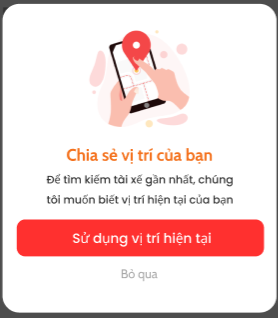 Chia sẻ vị trí của bạn
Để tìm kiếm tài xế gần nhất, chúng
tôi muốn biết vị trí hiện tại của bạn
Sử dụng vị trí hiện tại
Bỏ qua